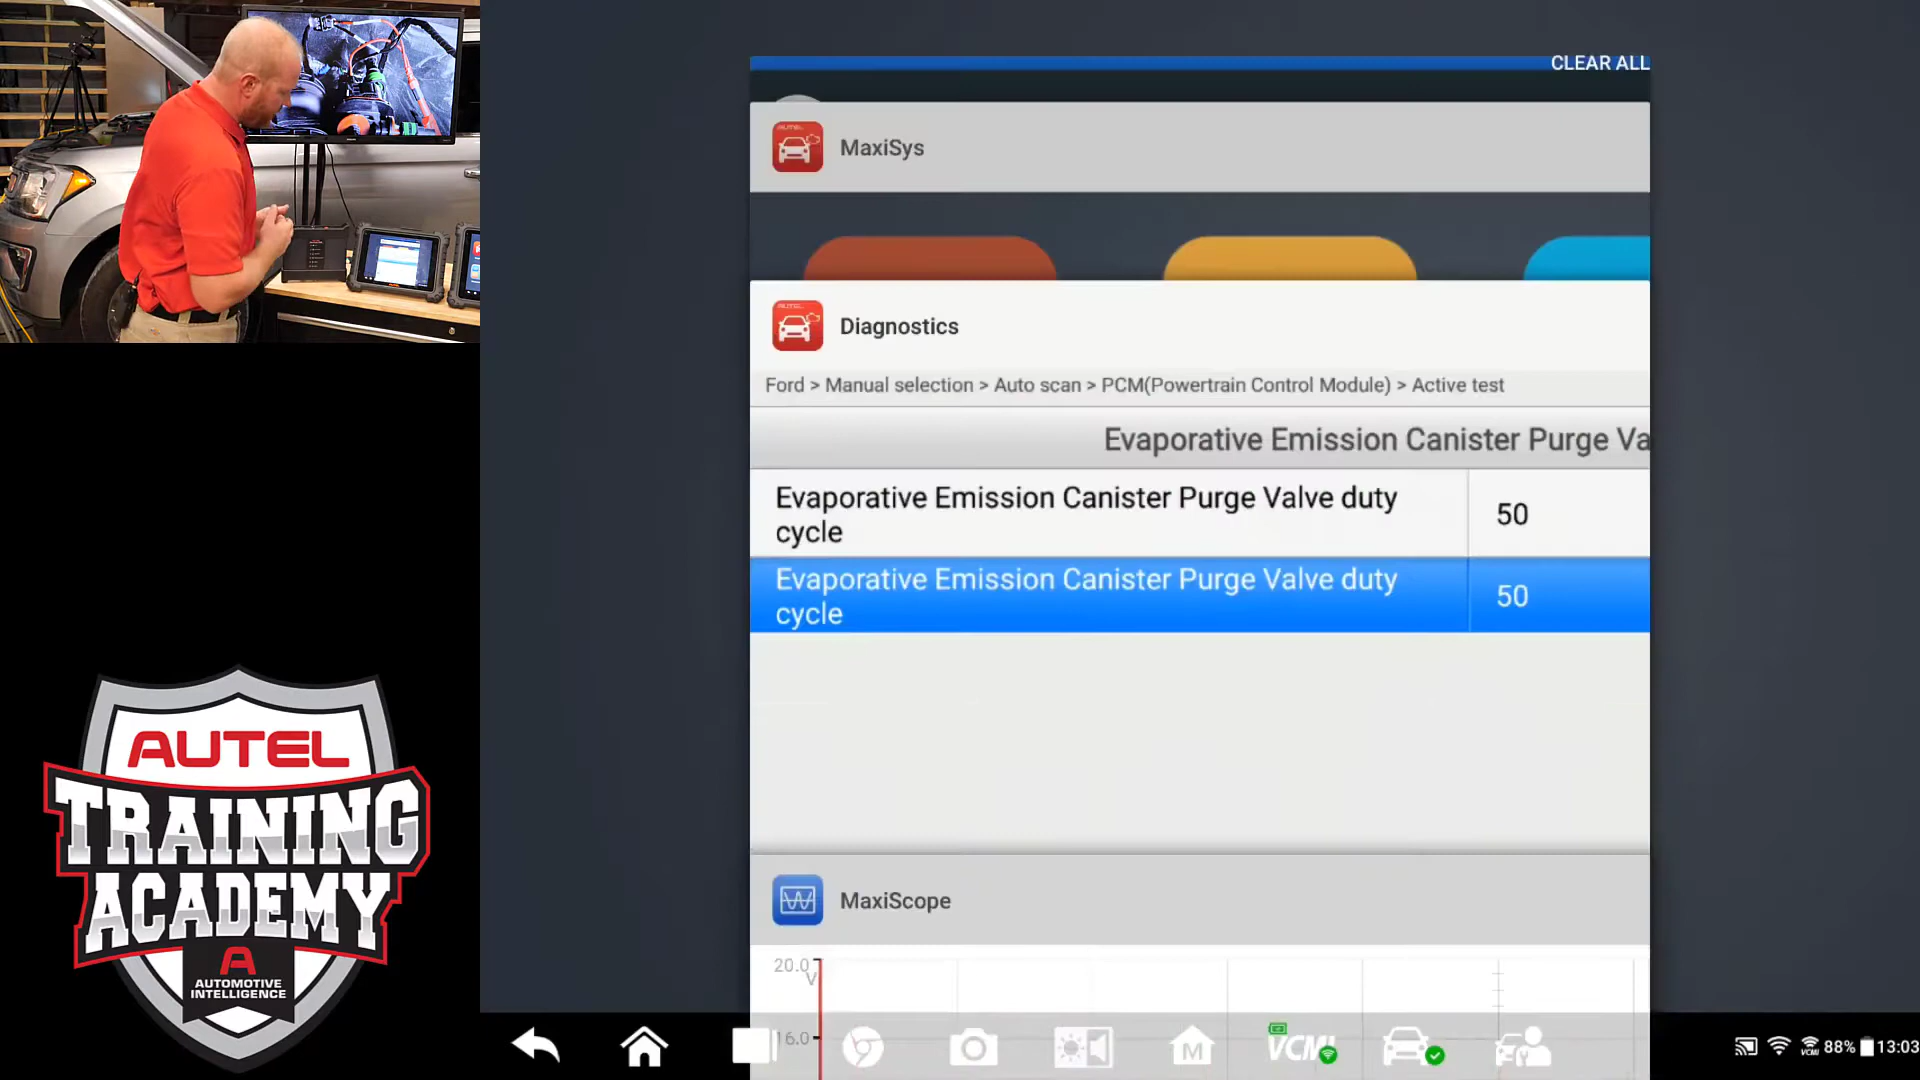 CLEAR ALL
MaxiSys
Diagnostics
Ford > Manual selection > Auto scan > PCM(Powertrain Control Module) > Active test
Evaporative Emission Canister Purge Va
Evaporative Emission Canister Purge Valve duty
cycle
50
Evaporative Emission Canister Purge Valve duty
cycle
50
MaxiScope
20.0
V
16.0
AUTEL
TRAINING
ACADEMY
A
AUTOMOTIVE
INTELLIGENCE
M
VCMI
VCMI
88%
13:03